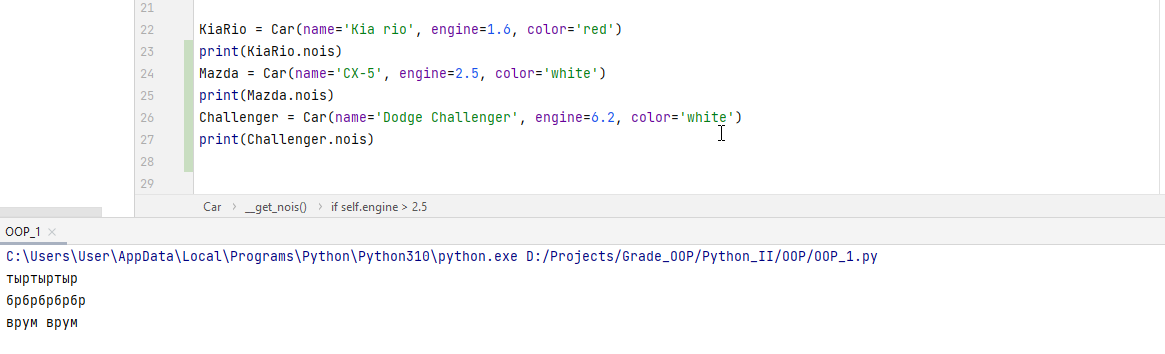 21
22 KiaRio = Car(name='Kia rio', engine=1.6, color='red')
23 print(KiaRio.nois)
24 Mazda = Car(name='CX-5', engine=2.5, color='white')
25 print(Mazda.nois)
26 Challenger = Car(name='Dodge Challenger', engine=6.2, color='white')
27 print(Challenger.nois)
28
29
Car > __get_nois() > if self.engine > 2.5
OOP_1 ×
C:\Users\User\AppData\Local\Programs\Python\Python310\python.exe D:/Projects/Grade_OOP/Python_II/OOP/OOP_1.py
тыртыртыр
брбрбрбрбр
врум врум